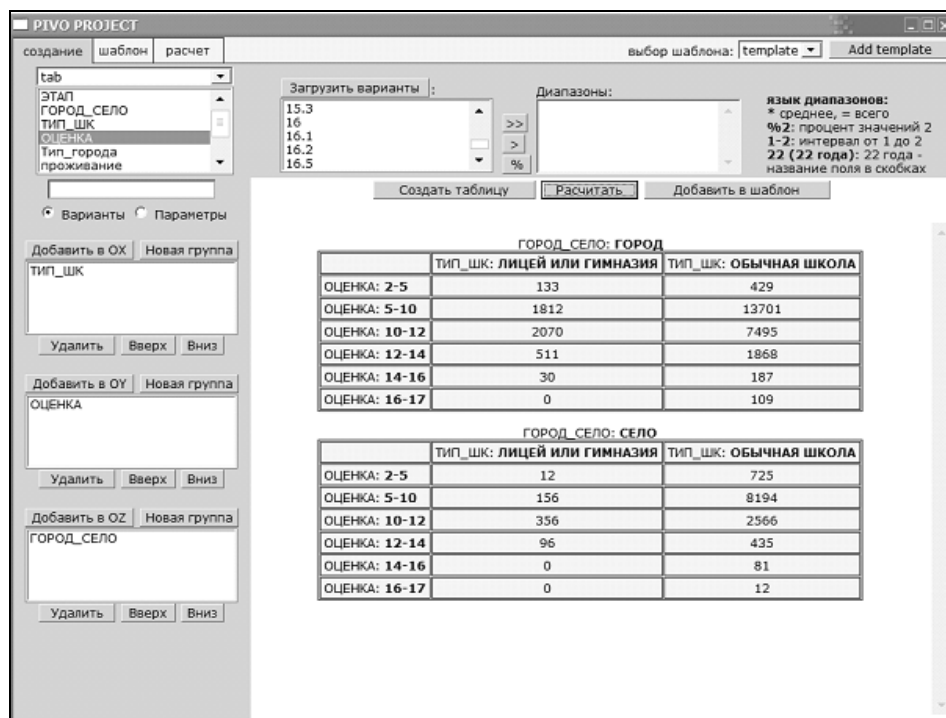 PIVO PROJECT
создание шаблон расчет выбор шаблона: template Add template
tab
ЭТАП
ГОРОД_СЕЛО
ТИП_ШК
ОЦЕНКА
Тип_города
проживание
Варианты Параметры
Загрузить варианты :
15.3
16
16.1
16.2
16.5
>>
>
%
Диапазоны:
язык диапазонов:
* среднее, = всего
%2: процент значений 2
1-2: интервал от 1 до 2
22 (22 года): 22 года -
название поля в скобках
Создать таблицу Расчитать Добавить в шаблон
Добавить в OX Новая группа
ТИП_ШК
Удалить Вверх Вниз
Добавить в OY Новая группа
ОЦЕНКА
Удалить Вверх Вниз
Добавить в OZ Новая группа
ГОРОД_СЕЛО
Удалить Вверх Вниз
ГОРОД_СЕЛО: ГОРОД
ТИП_ШК: ЛИЦЕЙ ИЛИ ГИМНАЗИЯ ТИП_ШК: ОБЫЧНАЯ ШКОЛА
ОЦЕНКА: 2-5 133 429
ОЦЕНКА: 5-10 1812 13701
ОЦЕНКА: 10-12 2070 7495
ОЦЕНКА: 12-14 511 1868
ОЦЕНКА: 14-16 30 187
ОЦЕНКА: 16-17 0 109
ГОРОД_СЕЛО: СЕЛО
ТИП_ШК: ЛИЦЕЙ ИЛИ ГИМНАЗИЯ ТИП_ШК: ОБЫЧНАЯ ШКОЛА
ОЦЕНКА: 2-5 12 725
ОЦЕНКА: 5-10 156 8194
ОЦЕНКА: 10-12 356 2566
ОЦЕНКА: 12-14 96 435
ОЦЕНКА: 14-16 0 81
ОЦЕНКА: 16-17 0 12